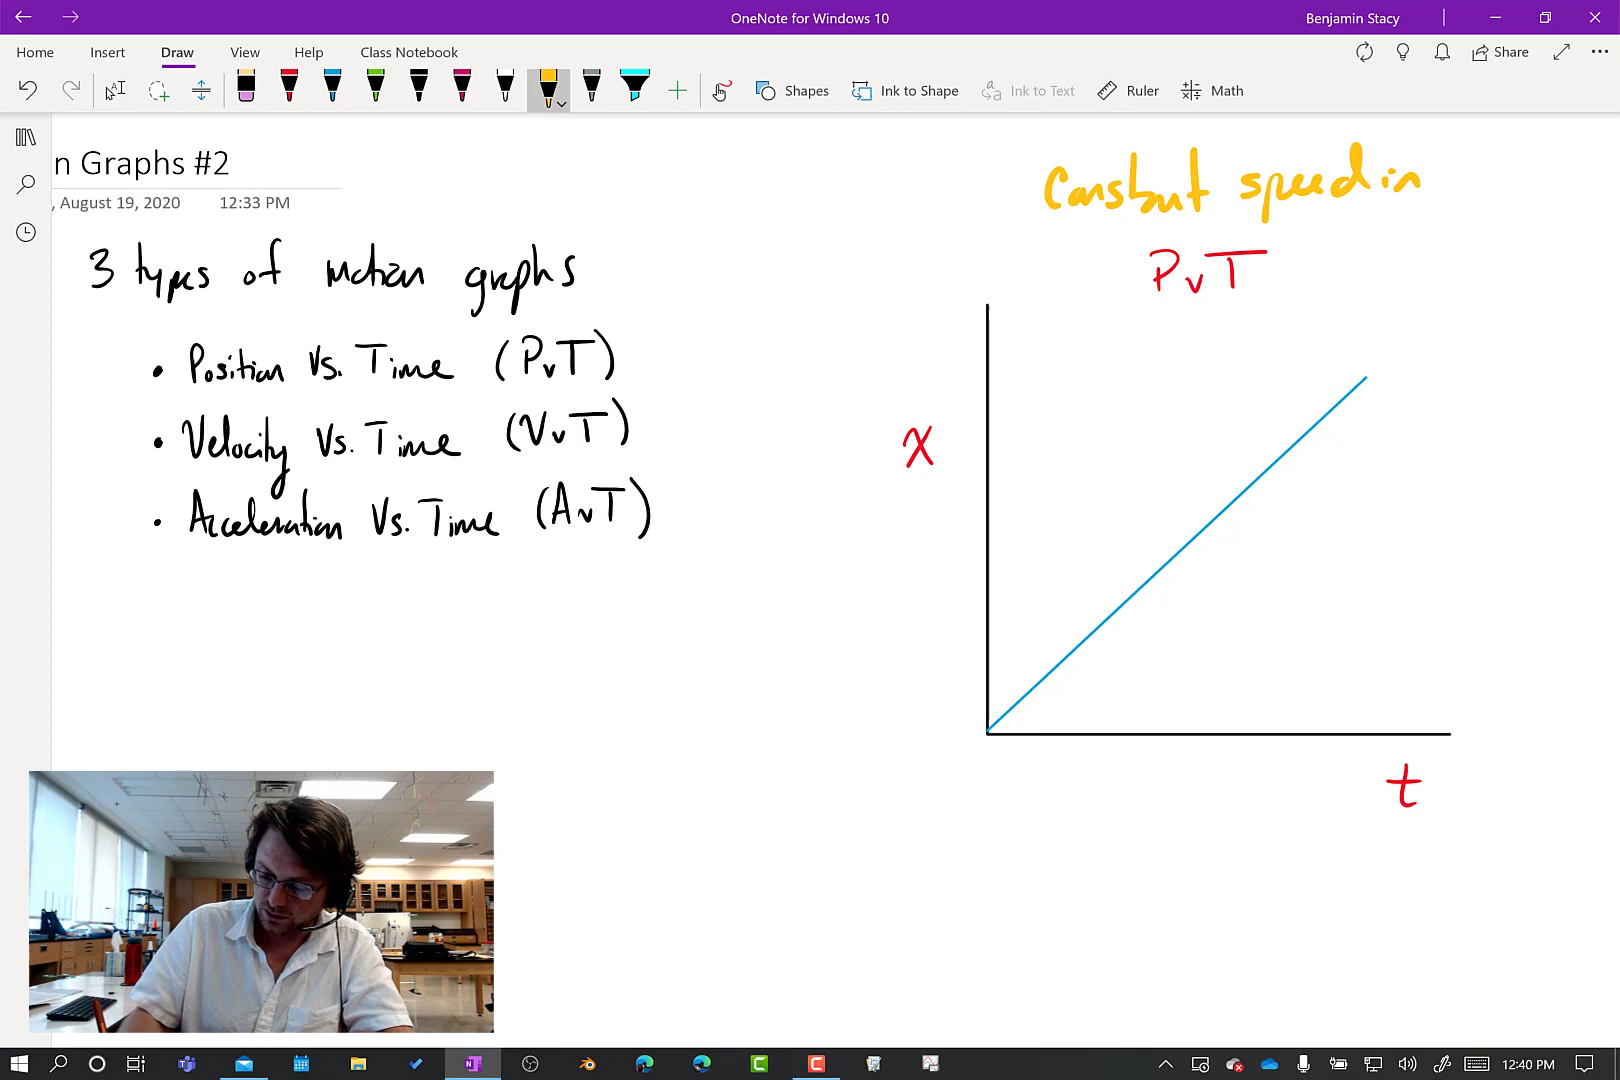 OneNote for Windows 10
Benjamin Stacy
Home Insert Draw View Help Class Notebook
Share
Shapes Ink to Shape Ink to Text Ruler Math
n Graphs #2
, August 19, 2020 12:33 PM
3 types of motion graphs
• Position Vs. Time (PvT)
• Velocity Vs. Time (VvT)
• Acceleration Vs. Time (AvT)
Constant speed in
PvT
x
t
12:40 PM